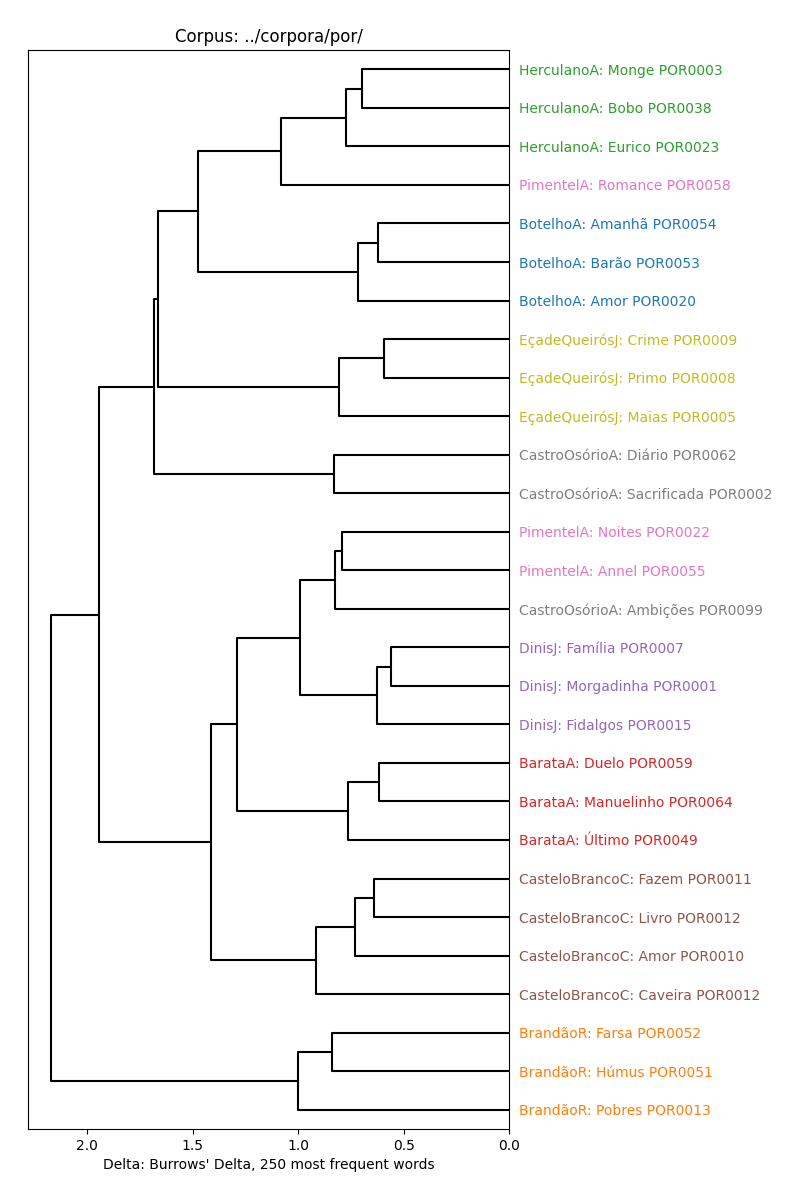 Corpus: ../corpora/por/
HerculanoA: Monge POR0003
HerculanoA: Bobo POR0038
HerculanoA: Eurico POR0023
PimentelA: Romance POR0058
BotelhoA: Amanhã POR0054
BotelhoA: Barão POR0053
BotelhoA: Amor POR0020
EçadeQueirósJ: Crime POR0009
EçadeQueirósJ: Primo POR0008
EçadeQueirósJ: Maias POR0005
CastroOsórioA: Diário POR0062
CastroOsórioA: Sacrificada POR0002
PimentelA: Noites POR0022
PimentelA: Annel POR0055
CastroOsórioA: Ambições POR0099
DinisJ: Família POR0007
DinisJ: Morgadinha POR0001
DinisJ: Fidalgos POR0015
BarataA: Duelo POR0059
BarataA: Manuelinho POR0064
BarataA: Último POR0049
CasteloBrancoC: Fazem POR0011
CasteloBrancoC: Livro POR0012
CasteloBrancoC: Amor POR0010
CasteloBrancoC: Caveira POR0012
BrandãoR: Farsa POR0052
BrandãoR: Húmus POR0051
BrandãoR: Pobres POR0013
2.0 1.5 1.0 0.5 0.0
Delta: Burrows' Delta, 250 most frequent words